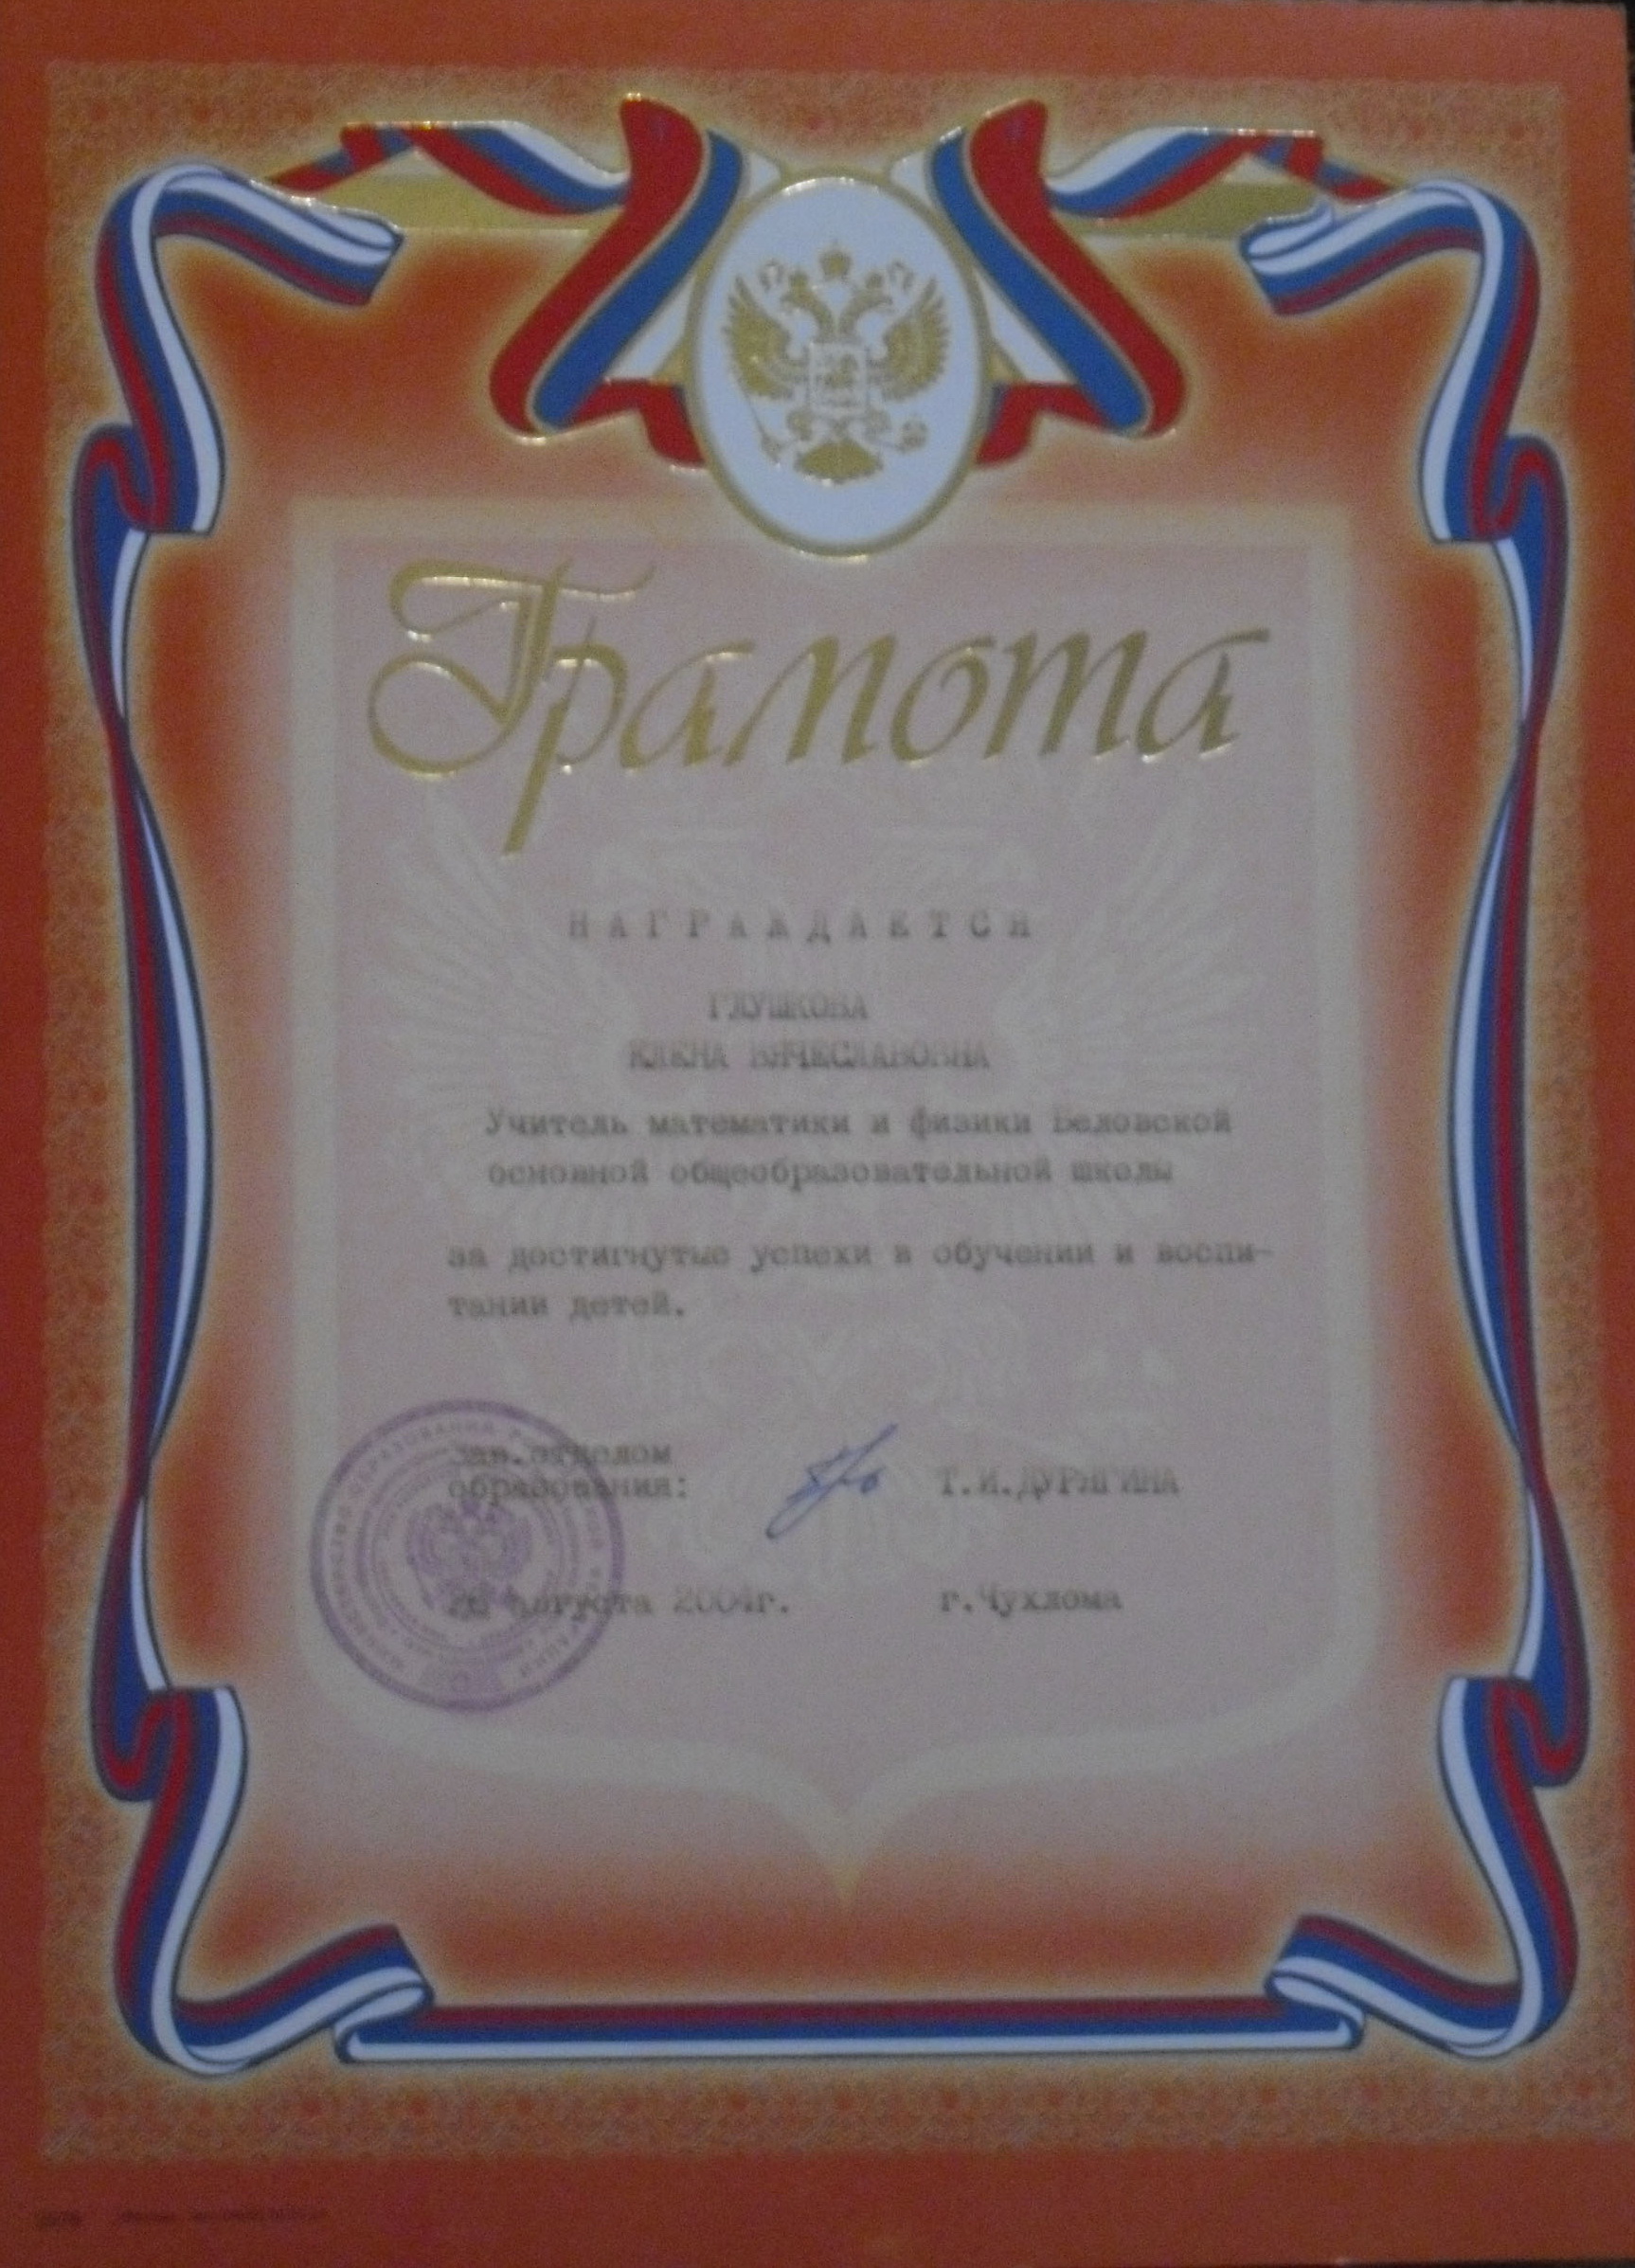 Грамота
НАГРАЖДАЕТСЯ
ГЛУШКОВА
ЕЛЕНА ВЯЧЕСЛАВОВНА
Учитель математики и физики Беловской
основной общеобразовательной школы
за достигнутые успехи в обучении и воспи-
тании детей.
Зав.отделом
образования:
Т.И.ДУРЯГИНА
августа 2004г.
г.Чухлома